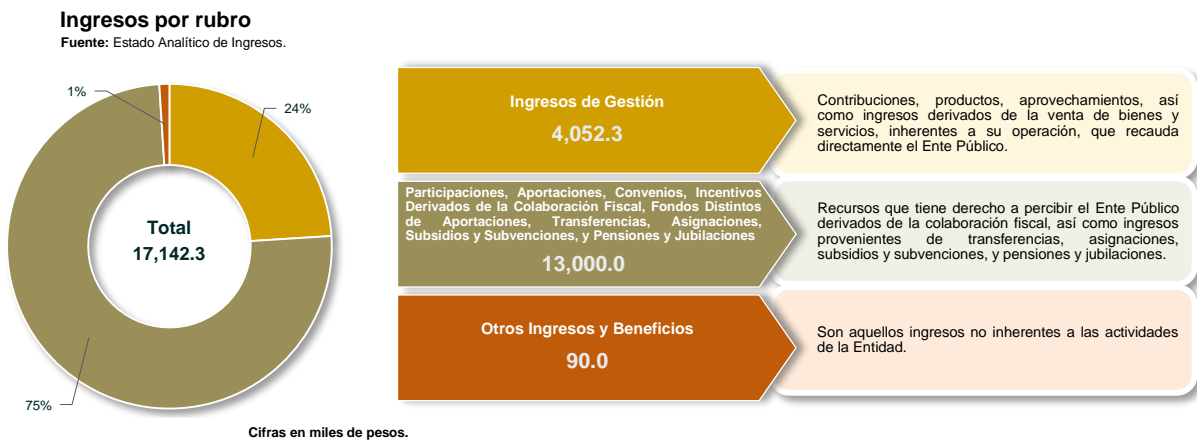 Ingresos por rubro
Fuente: Estado Analítico de Ingresos.
1%
24%
75%
Total
17,142.3
Ingresos de Gestión
4,052.3
Contribuciones, productos, aprovechamientos, así
como ingresos derivados de la venta de bienes y
servicios, inherentes a su operación, que recauda
directamente el Ente Público.
Participaciones, Aportaciones, Convenios, Incentivos
Derivados de la Colaboración Fiscal, Fondos Distintos
de Aportaciones, Transferencias, Asignaciones,
Subsidios y Subvenciones, y Pensiones y Jubilaciones
13,000.0
Recursos que tiene derecho a percibir el Ente Público
derivados de la colaboración fiscal, así como ingresos
provenientes de transferencias, asignaciones,
subsidios y subvenciones, y pensiones y jubilaciones.
Otros Ingresos y Beneficios
90.0
Son aquellos ingresos no inherentes a las actividades
de la Entidad.
Cifras en miles de pesos.